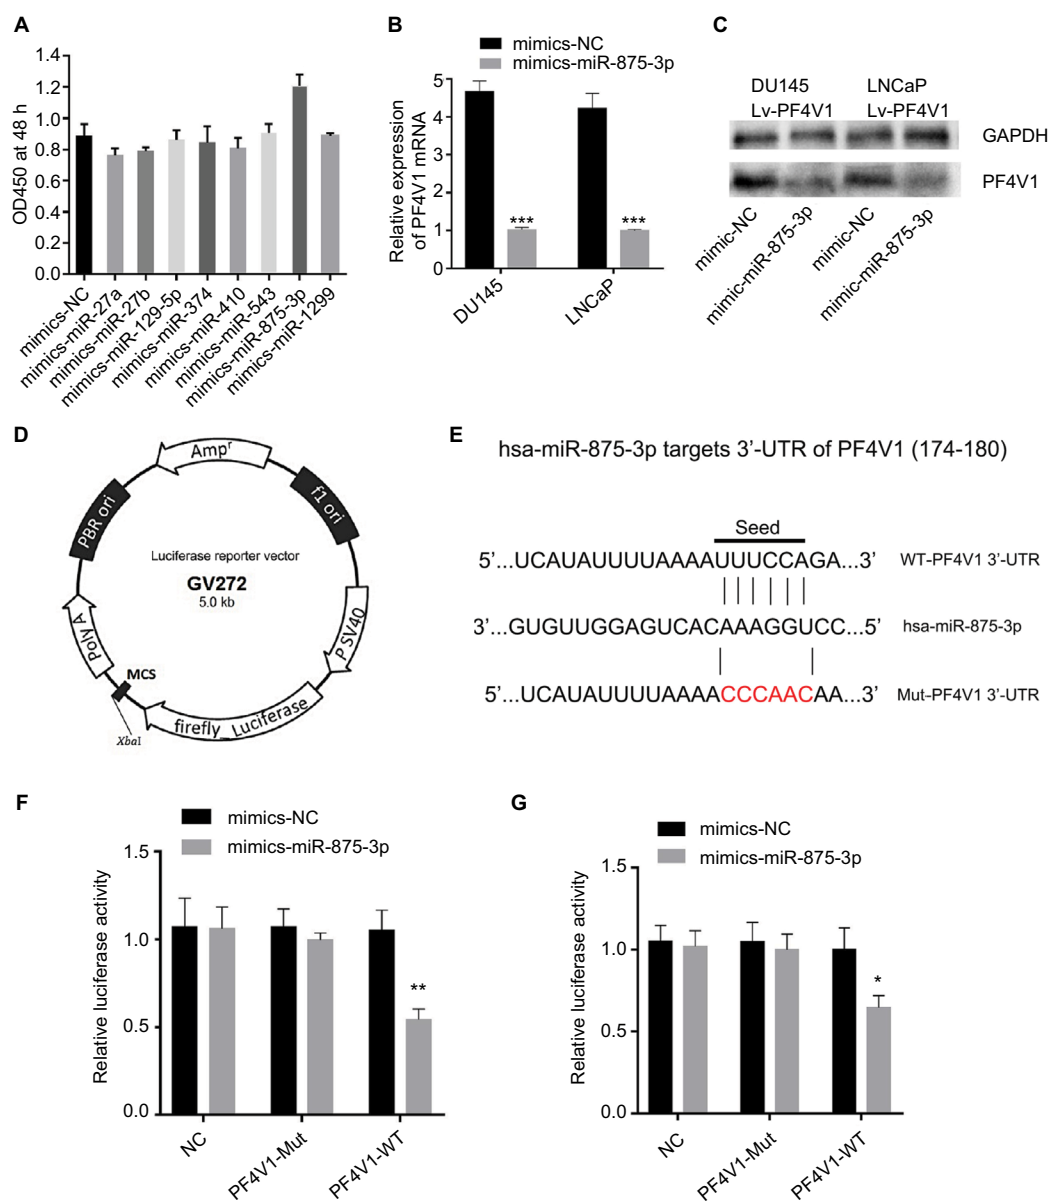 A
OD450 at 48 h
1.4
1.2
1.0
0.8
0.6
0.4
0.2
0.0
mimics-NC
mimics-miR-27a
mimics-miR-27b
mimics-miR-129-5p
mimics-miR-374
mimics-miR-410
mimics-miR-543
mimics-miR-875-3p
mimics-miR-1299
B
mimics-NC
mimics-miR-875-3p
Relative expression
of PF4V1 mRNA
5
4
3
2
1
0
***
***
DU145
LNCaP
C
DU145 LNCaP
Lv-PF4V1 Lv-PF4V1
GAPDH
PF4V1
mimic-NC
mimic-miR-875-3p
mimic-NC
mimic-miR-875-3p
D
Ampʳ
f1 ori
PBR ori
Luciferase reporter vector
GV272
5.0 kb
P SV40
Poly A
MCS
firefly_Luciferase
XbaI
E
hsa-miR-875-3p targets 3’-UTR of PF4V1 (174-180)
Seed
5’...UCAUAUUUUAAAAUUUCCAGA...3’ WT-PF4V1 3’-UTR
3’...GUGUUGGAGUCACAAAGGUCC...5’ hsa-miR-875-3p
5’...UCAUAUUUUAAAACCCAACAA...3’ Mut-PF4V1 3’-UTR
F
mimics-NC
mimics-miR-875-3p
Relative luciferase activity
1.5
1.0
0.5
0.0
**
NC
PF4V1-Mut
PF4V1-WT
G
mimics-NC
mimics-miR-875-3p
Relative luciferase activity
1.5
1.0
0.5
0.0
*
NC
PF4V1-Mut
PF4V1-WT